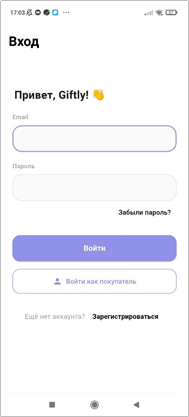 17:03
Вход
Привет, Giftly! 👋
Email
Пароль
Забыли пароль?
Войти
Войти как покупатель
Ещё нет аккаунта? Зарегистрироваться